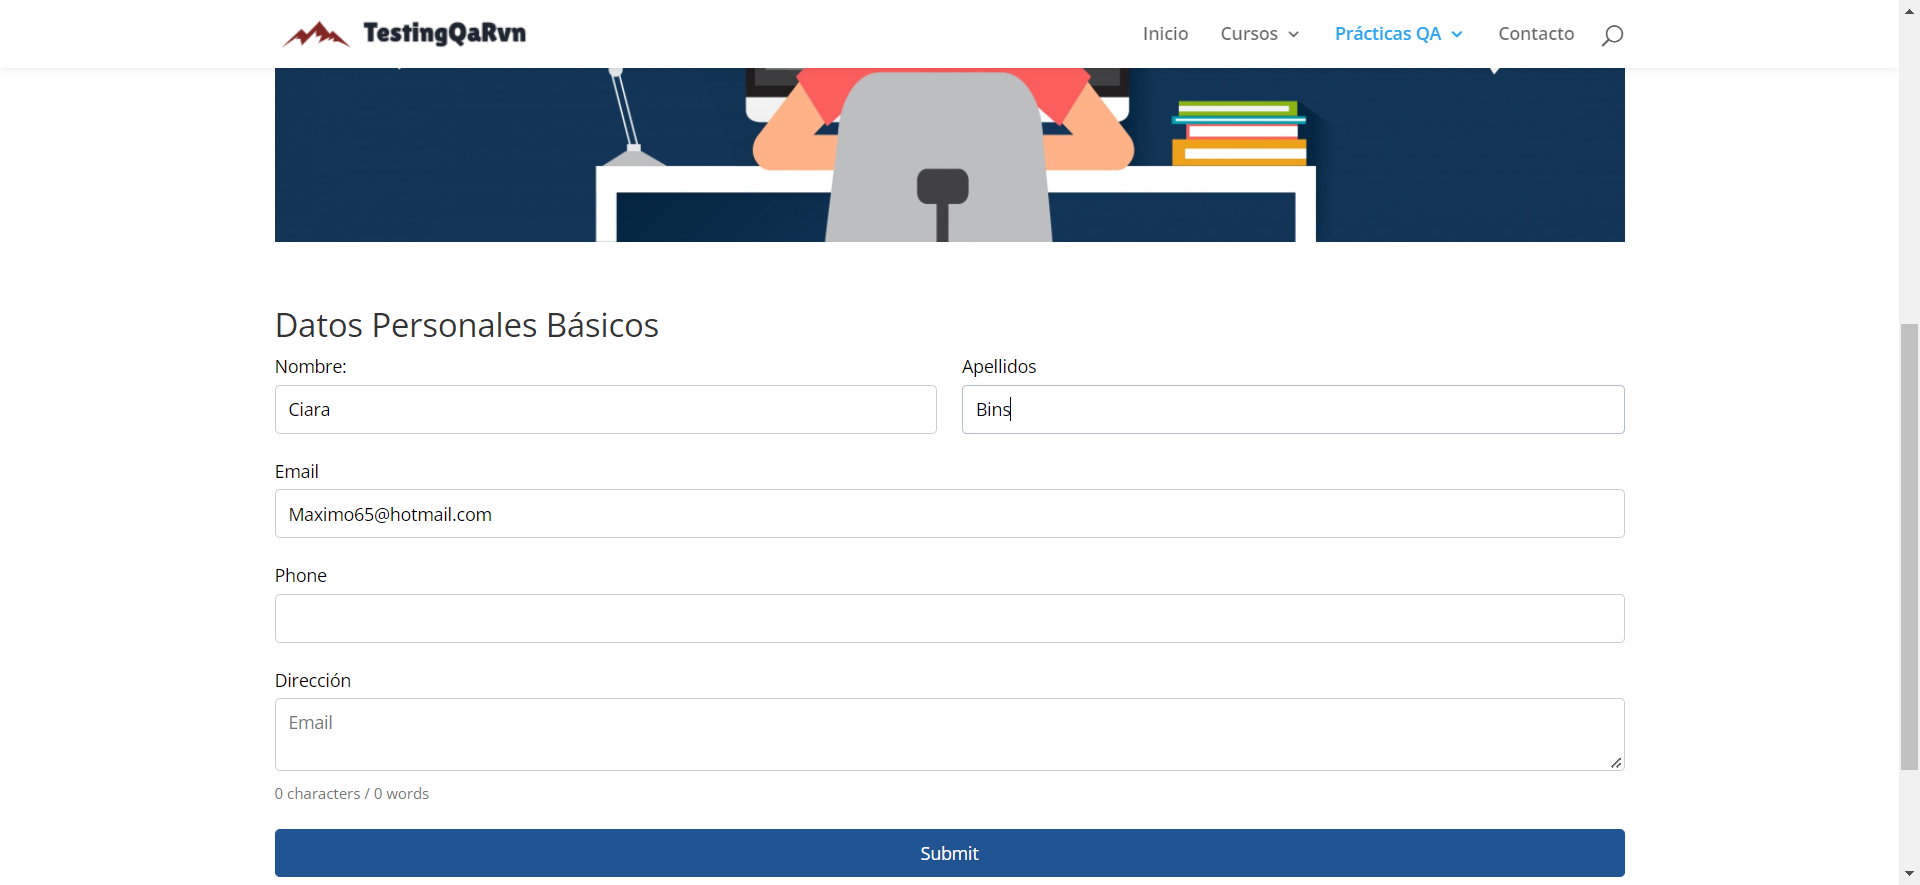 TestingQaRvn
Inicio Cursos Prácticas QA Contacto
Datos Personales Básicos
Nombre: Apellidos
Ciara Bins
Email
Maximo65@hotmail.com
Phone
Dirección
Email
0 characters / 0 words
Submit